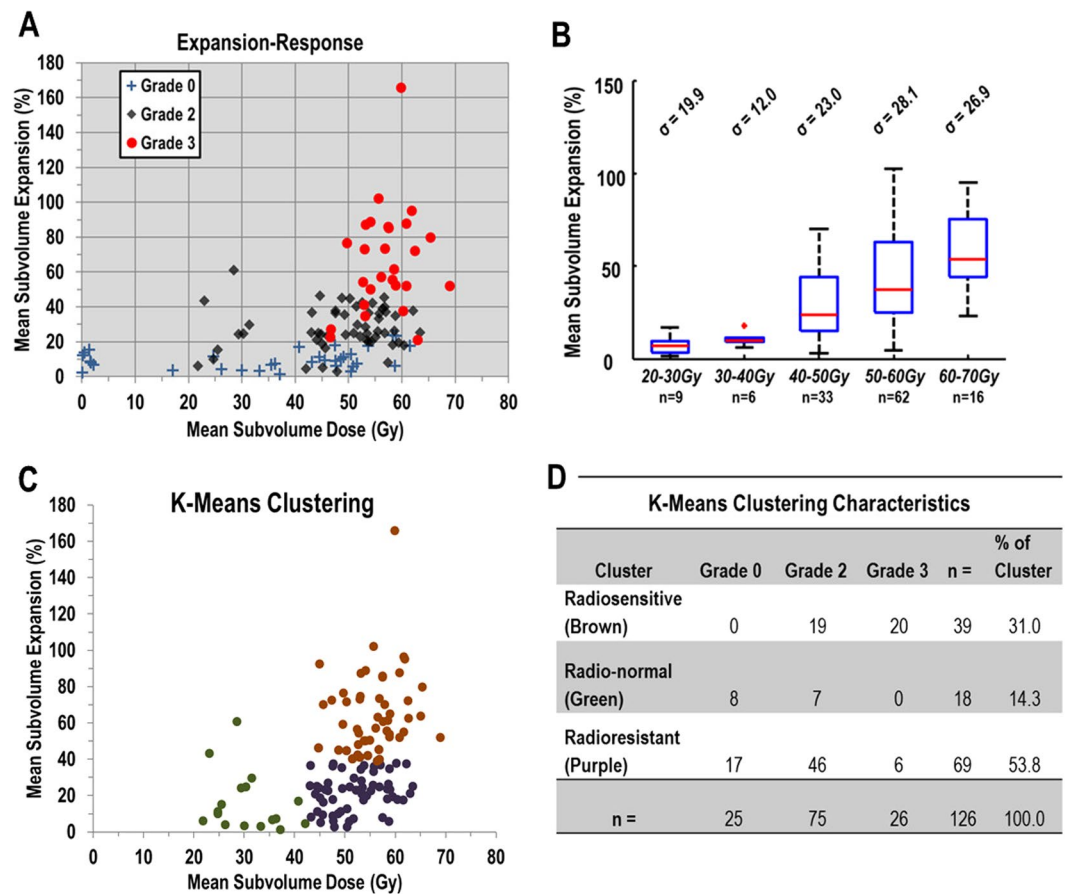 A
Expansion-Response
Mean Subvolume Expansion (%)
180
160
140
120
100
80
60
40
20
0
Grade 0
Grade 2
Grade 3
0 10 20 30 40 50 60 70 80
Mean Subvolume Dose (Gy)
B
Mean Subvolume Expansion (%)
150
100
50
0
σ = 19.9 σ = 12.0 σ = 23.0 σ = 28.1 σ = 26.9
20-30Gy 30-40Gy 40-50Gy 50-60Gy 60-70Gy
n=9 n=6 n=33 n=62 n=16
C
K-Means Clustering
Mean Subvolume Expansion (%)
180
160
140
120
100
80
60
40
20
0
0 10 20 30 40 50 60 70 80
Mean Subvolume Dose (Gy)
D
K-Means Clustering Characteristics
% of
Cluster Grade 0 Grade 2 Grade 3 n = Cluster
Radiosensitive
(Brown) 0 19 20 39 31.0
Radio-normal
(Green) 8 7 0 18 14.3
Radioresistant
(Purple) 17 46 6 69 53.8
n = 25 75 26 126 100.0